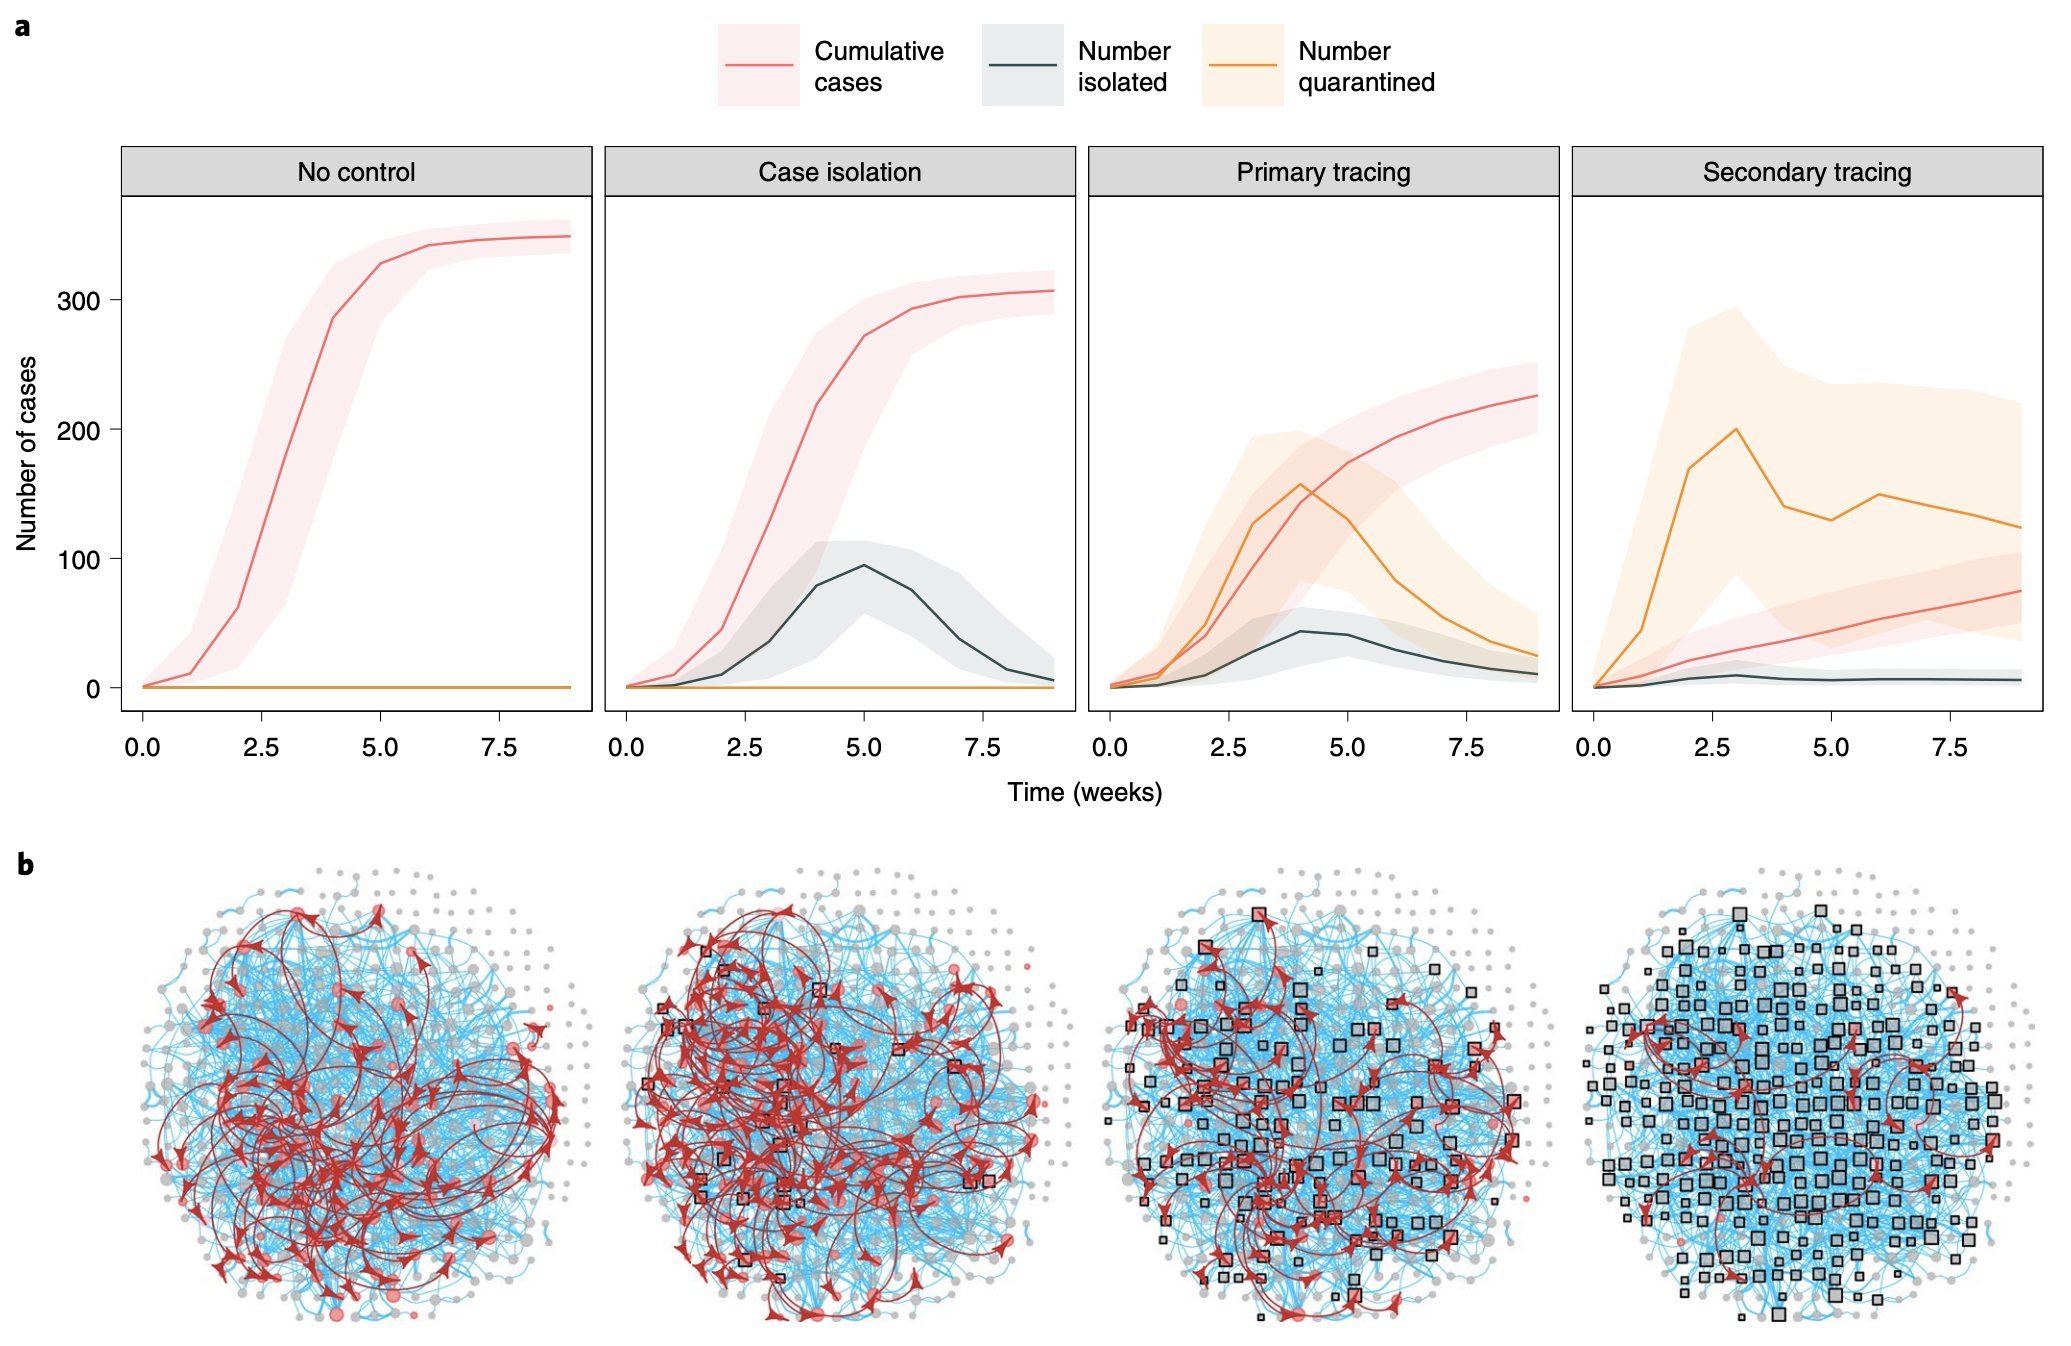 a
Cumulative
cases
Number
isolated
Number
quarantined
No control
Case isolation
Primary tracing
Secondary tracing
Number of cases
300
200
100
0
0.0 2.5 5.0 7.5
0.0 2.5 5.0 7.5
0.0 2.5 5.0 7.5
0.0 2.5 5.0 7.5
Time (weeks)
b